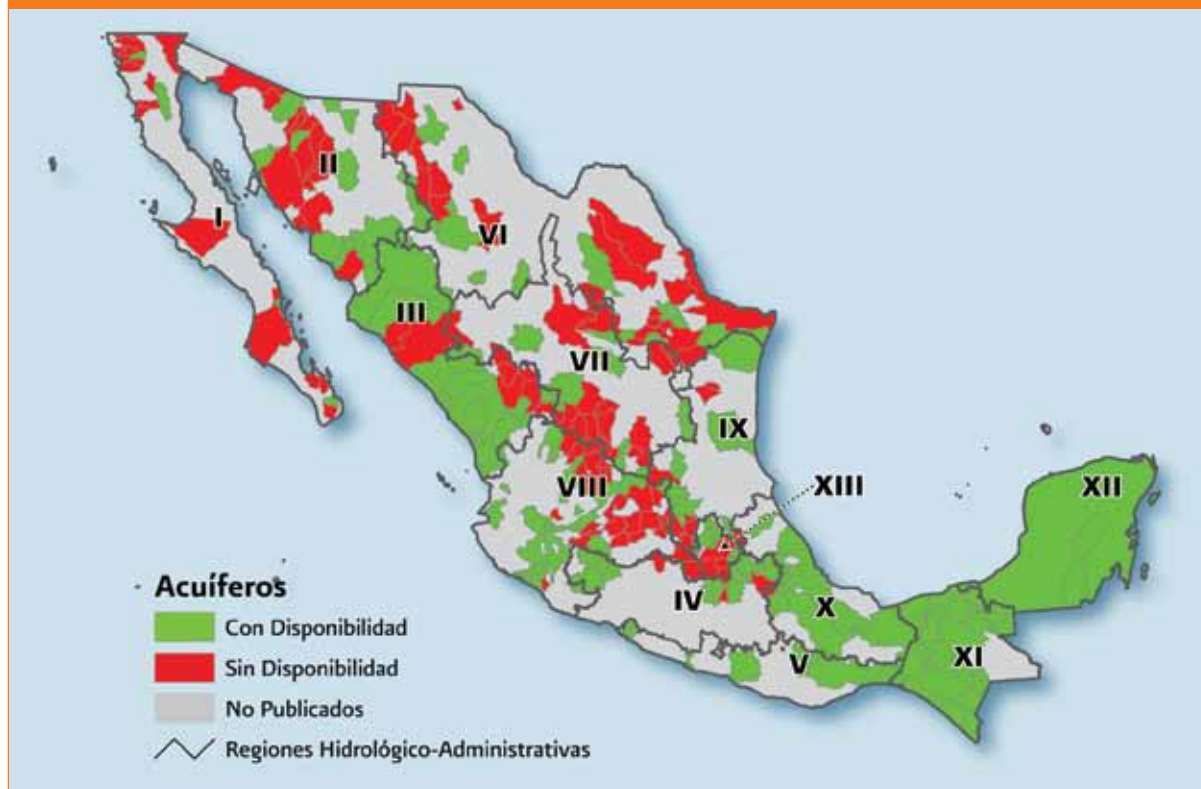 II
I
VI
III
VII
IX
VIII
XIII
XII
IV
X
V
XI
Acuíferos
Con Disponibilidad
Sin Disponibilidad
No Publicados
Regiones Hidrológico-Administrativas